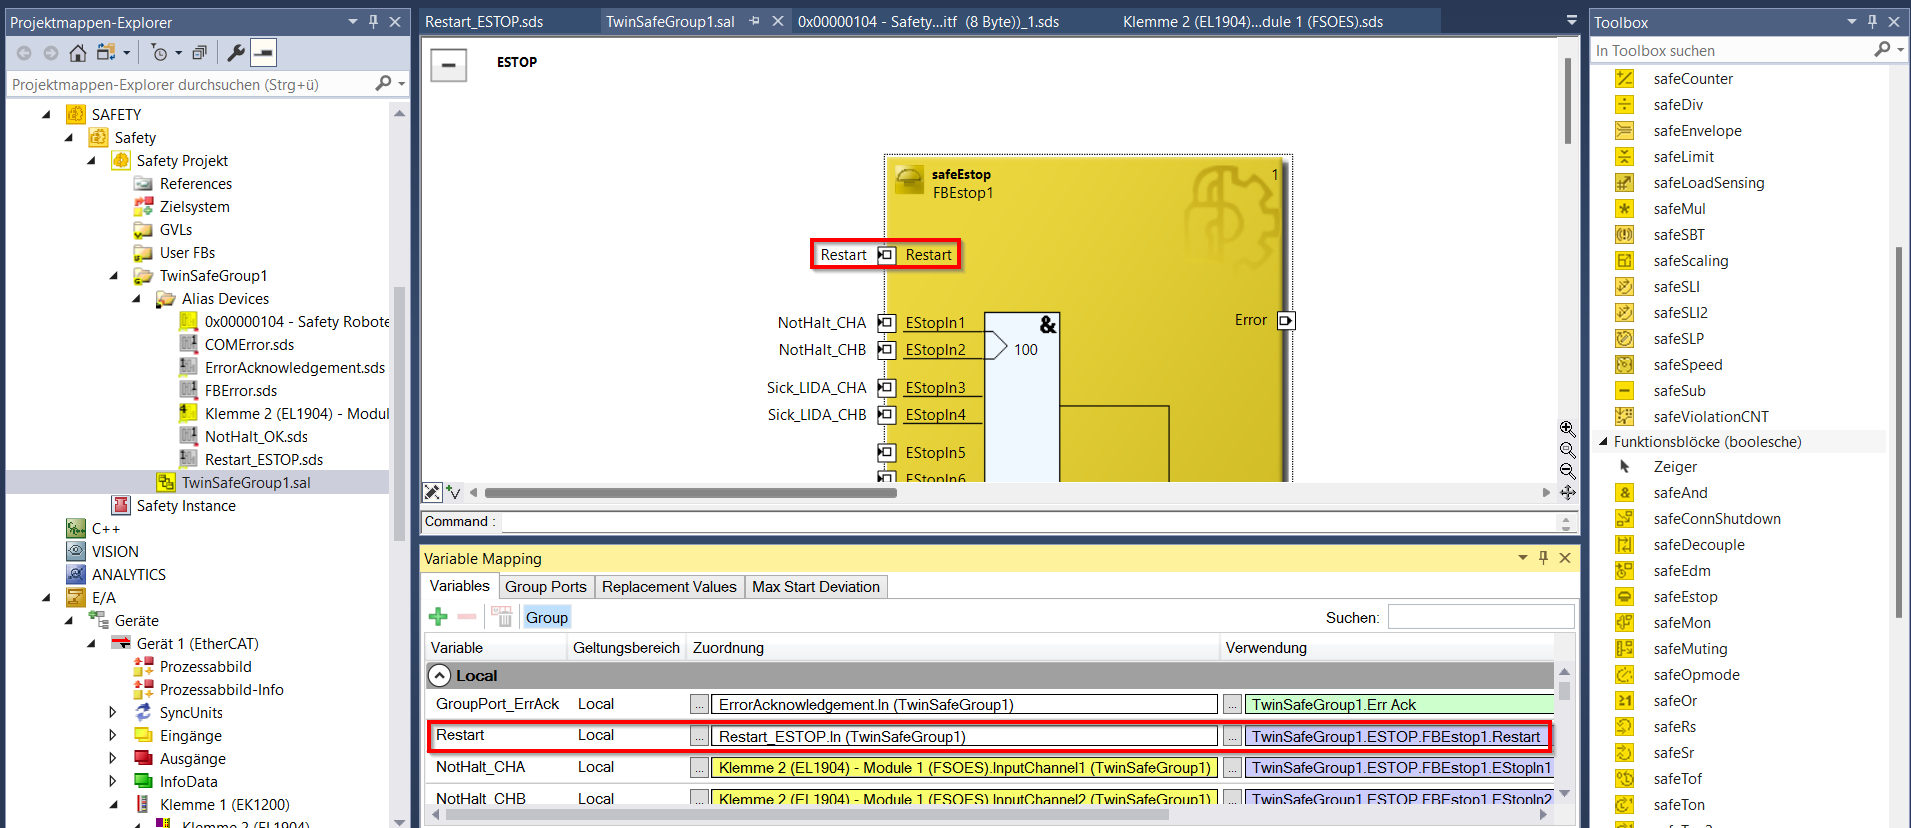 Projektmappen-Explorer
Projektmappen-Explorer durchsuchen (Strg+ü)
SAFETY
Safety
Safety Projekt
References
Zielsystem
GVLs
User FBs
TwinSafeGroup1
Alias Devices
0x00000104 - Safety Robote
COMError.sds
ErrorAcknowledgement.sds
FBError.sds
Klemme 2 (EL1904) - Modul
NotHalt_OK.sds
Restart_ESTOP.sds
TwinSafeGroup1.sal
Safety Instance
C++
VISION
ANALYTICS
E/A
Geräte
Gerät 1 (EtherCAT)
Prozessabbild
Prozessabbild-Info
SyncUnits
Eingänge
Ausgänge
InfoData
Klemme 1 (EK1200)
Klemme 2 (EL1904)
Restart_ESTOP.sds TwinSafeGroup1.sal 0x00000104 - Safety...itf (8 Byte))_1.sds Klemme 2 (EL1904)...dule 1 (FSOES).sds
ESTOP
safeEstop
FBEstop1
1
Restart Restart
NotHalt_CHA EStopIn1
NotHalt_CHB EStopIn2
Sick_LIDA_CHA EStopIn3
Sick_LIDA_CHB EStopIn4
EStopIn5
EStopIn6
&
100
Error
Command :
Variable Mapping
Variables Group Ports Replacement Values Max Start Deviation
Group Suchen:
Variable Geltungsbereich Zuordnung Verwendung
Local
GroupPort_ErrAck Local ... ErrorAcknowledgement.In (TwinSafeGroup1) ... TwinSafeGroup1.Err Ack
Restart Local ... Restart_ESTOP.In (TwinSafeGroup1) ... TwinSafeGroup1.ESTOP.FBEstop1.Restart
NotHalt_CHA Local ... Klemme 2 (EL1904) - Module 1 (FSOES).InputChannel1 (TwinSafeGroup1) ... TwinSafeGroup1.ESTOP.FBEstop1.EStopIn1
NotHalt_CHB Local ... Klemme 2 (EL1904) - Module 1 (FSOES).InputChannel2 (TwinSafeGroup1) ... TwinSafeGroup1.ESTOP.FBEstop1.EStopIn2
Toolbox
In Toolbox suchen
safeCounter
safeDiv
safeEnvelope
safeLimit
safeLoadSensing
safeMul
safeSBT
safeScaling
safeSLI
safeSLI2
safeSLP
safeSpeed
safeSub
safeViolationCNT
Funktionsblöcke (boolesche)
Zeiger
safeAnd
safeConnShutdown
safeDecouple
safeEdm
safeEstop
safeMon
safeMuting
safeOpmode
safeOr
safeRs
safeSr
safeTof
safeTon